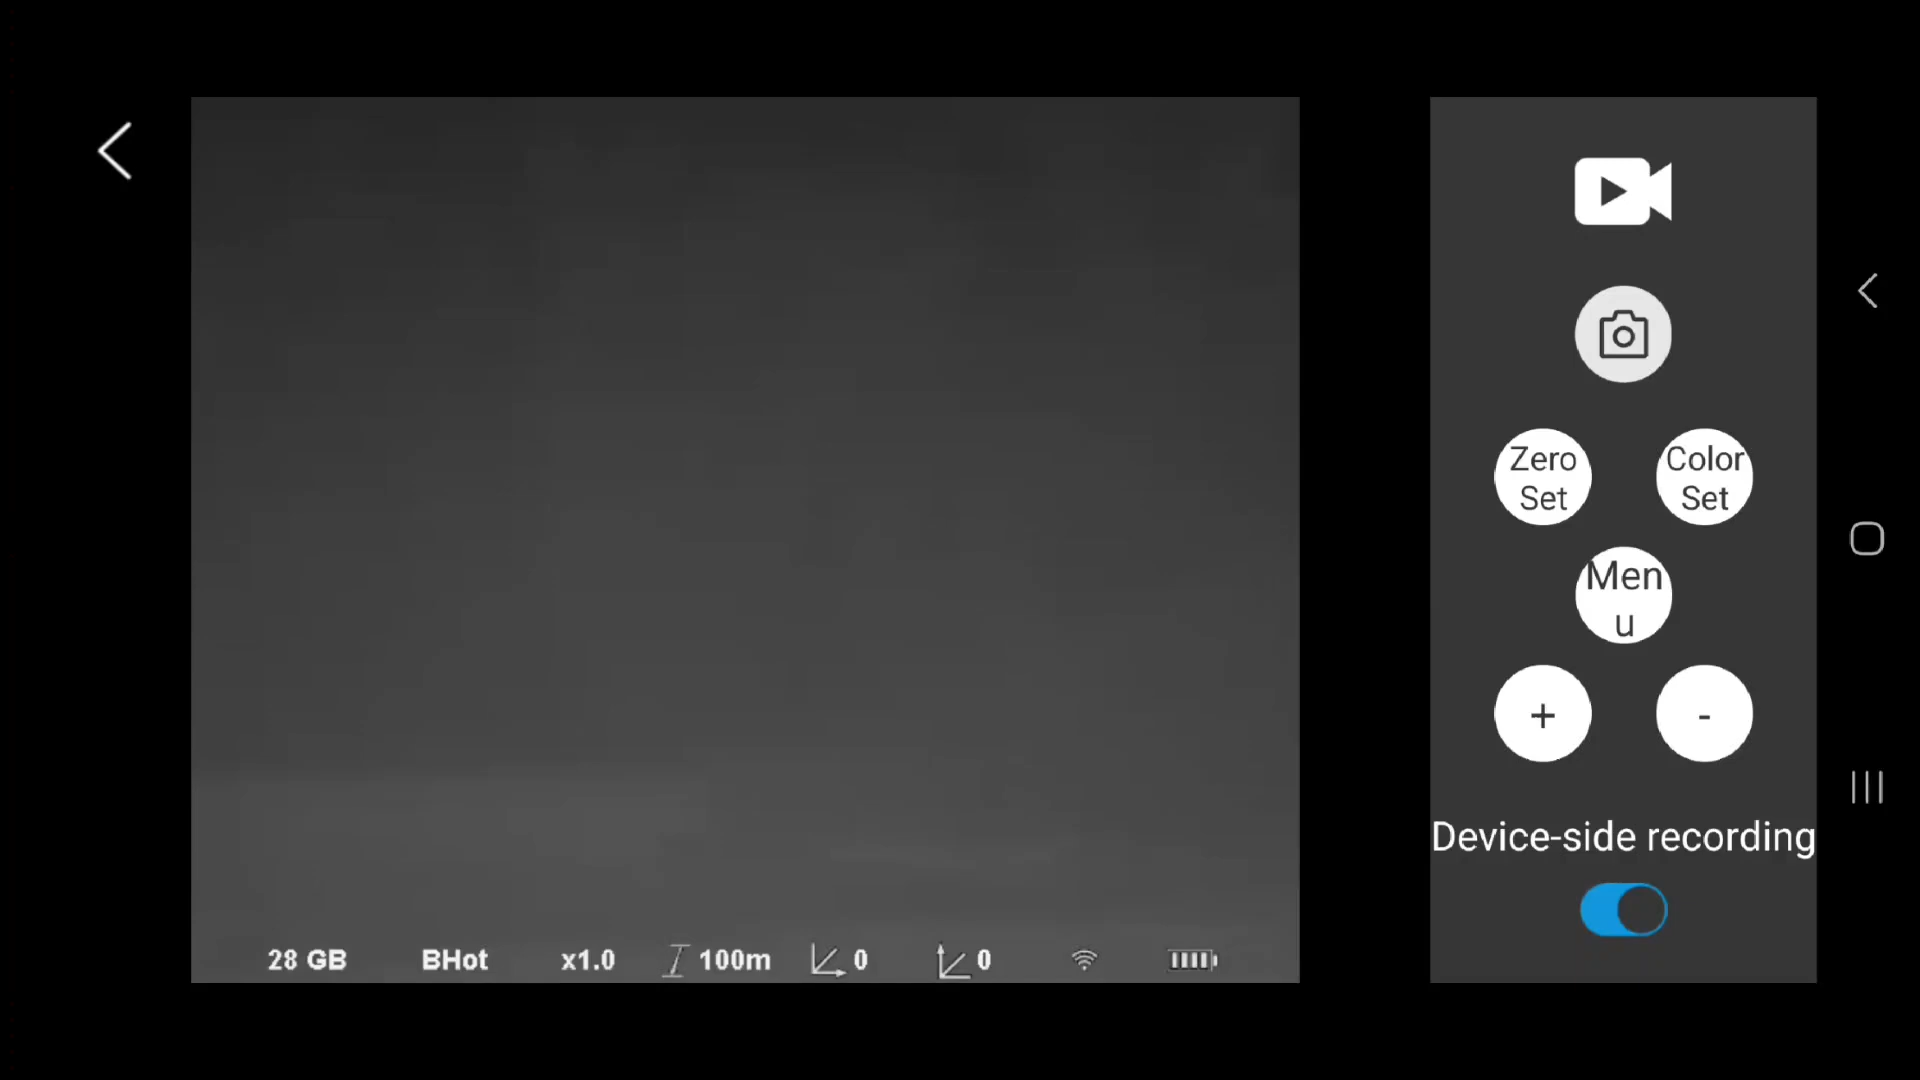 Zero
Set
Color
Set
Men
u
+
-
Device-side recording
28 GB BHot x1.0 100m 0 0